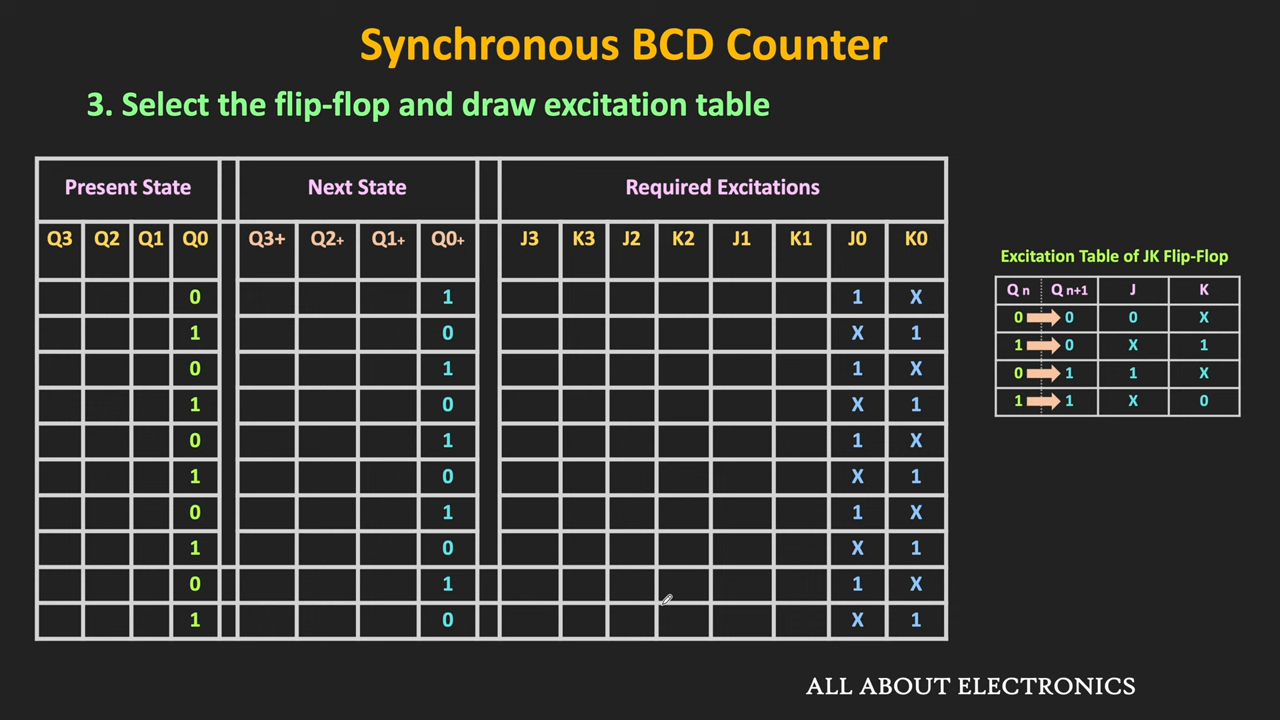 Synchronous BCD Counter
3. Select the flip-flop and draw excitation table
Present State Next State Required Excitations
Q3 Q2 Q1 Q0 Q3+ Q2+ Q1+ Q0+ J3 K3 J2 K2 J1 K1 J0 K0
0 1 1 X
1 0 X 1
0 1 1 X
1 0 X 1
0 1 1 X
1 0 X 1
0 1 1 X
1 0 X 1
0 1 1 X
1 0 X 1
Excitation Table of JK Flip-Flop
Q n Q n+1 J K
0 0 0 X
1 0 X 1
0 1 1 X
1 1 X 0
ALL ABOUT ELECTRONICS